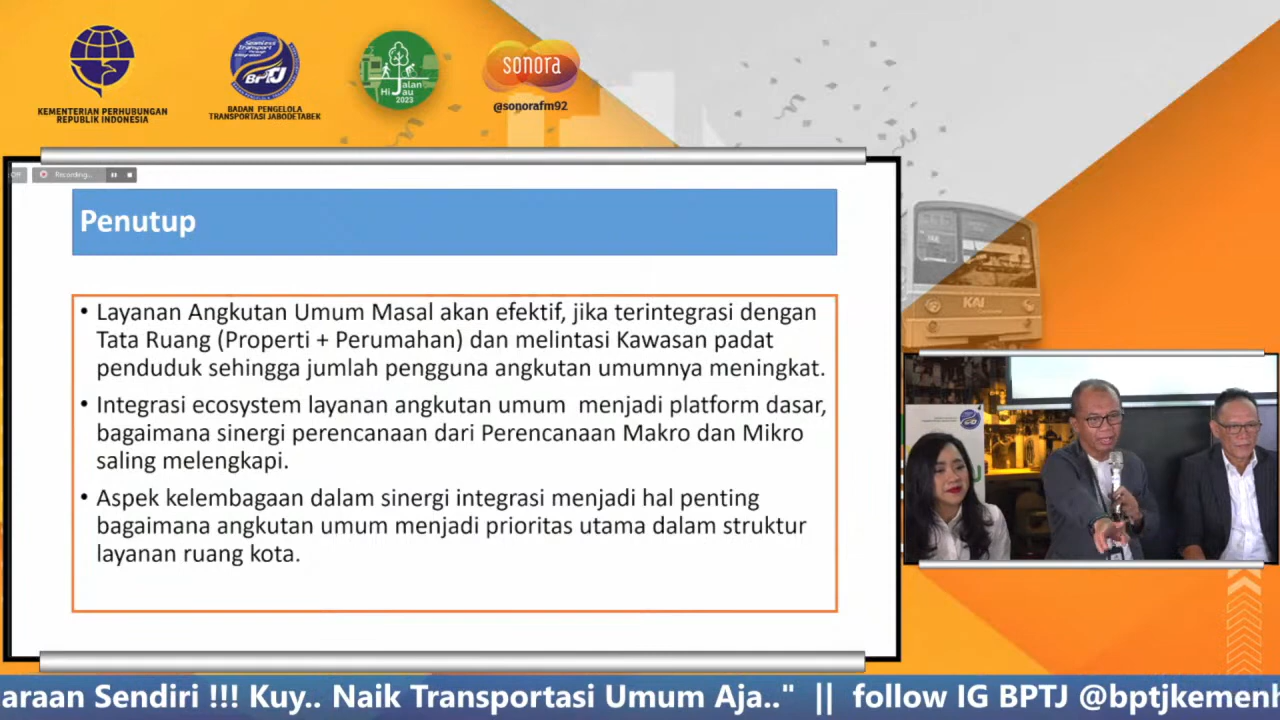 KEMENTERIAN PERHUBUNGAN
REPUBLIK INDONESIA
BPTJ
BADAN PENGELOLA
TRANSPORTASI JABODETABEK
Jalan
Hijau
2023
sonora
@sonorafm92
Recording...
Penutup
• Layanan Angkutan Umum Masal akan efektif, jika terintegrasi dengan
Tata Ruang (Properti + Perumahan) dan melintasi Kawasan padat
penduduk sehingga jumlah pengguna angkutan umumnya meningkat.
• Integrasi ecosystem layanan angkutan umum  menjadi platform dasar,
bagaimana sinergi perencanaan dari Perencanaan Makro dan Mikro
saling melengkapi.
• Aspek kelembagaan dalam sinergi integrasi menjadi hal penting
bagaimana angkutan umum menjadi prioritas utama dalam struktur
layanan ruang kota.
KAI
araan Sendiri !!! Kuy.. Naik Transportasi Umum Aja.." || follow IG BPTJ @bptjkemenh